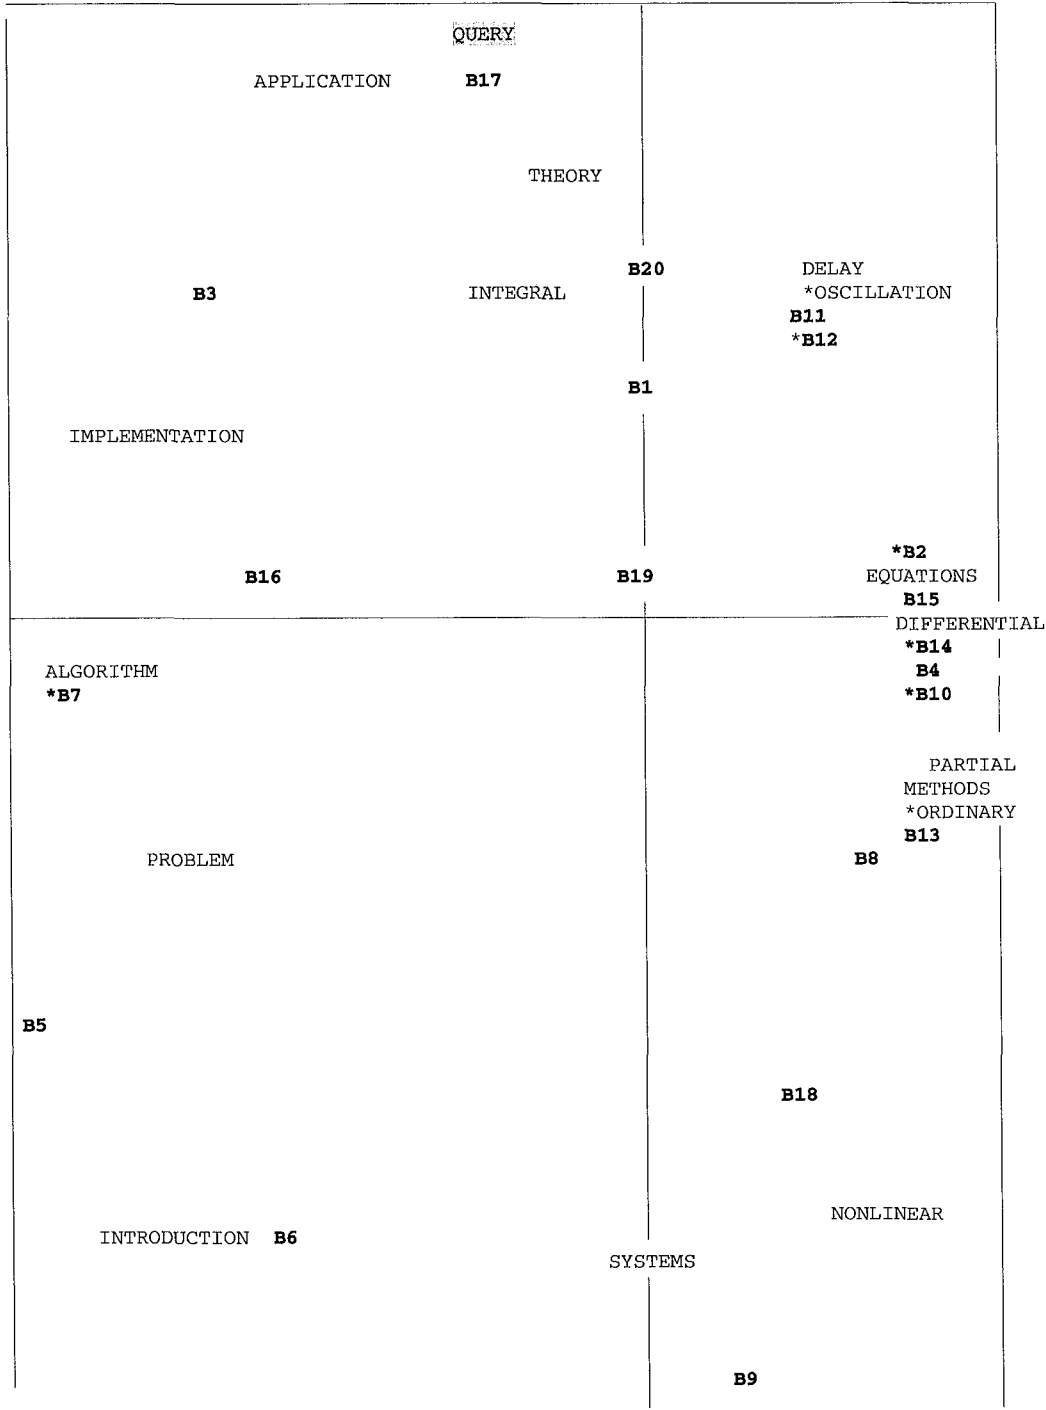 QUERY
APPLICATION B17
THEORY
B20 DELAY
B3 INTEGRAL *OSCILLATION
B11
*B12
B1
IMPLEMENTATION
*B2
B16 B19 EQUATIONS
B15
DIFFERENTIAL
*B14
ALGORITHM B4
*B7 *B10
PARTIAL
METHODS
*ORDINARY
B13
PROBLEM B8
B5
B18
NONLINEAR
INTRODUCTION B6
SYSTEMS
B9